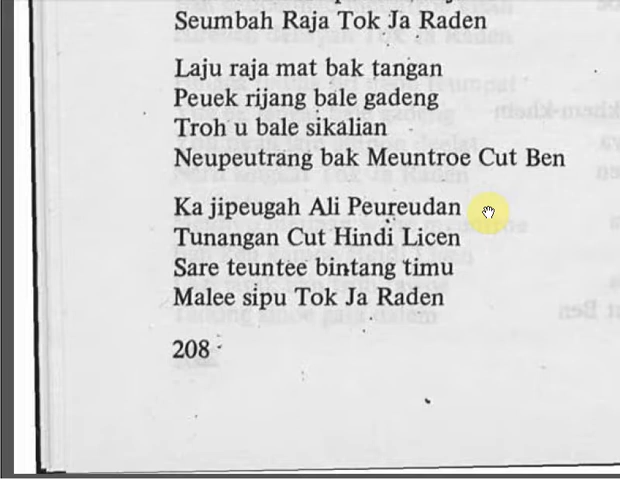 Seumbah Raja Tok Ja Raden
Laju raja mat bak tangan
Peuek rijang bale gadeng
Troh u bale sikalian
Neupeutrang bak Meuntroe Cut Ben
Ka jipeugah Ali Peureudan
Tunangan Cut Hindi Licen
Sare teuntee bintang timu
Malee sipu Tok Ja Raden
208